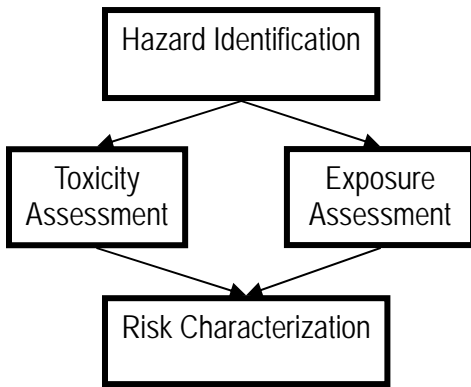 Hazard Identification
Toxicity
Assessment
Exposure
Assessment
Risk Characterization